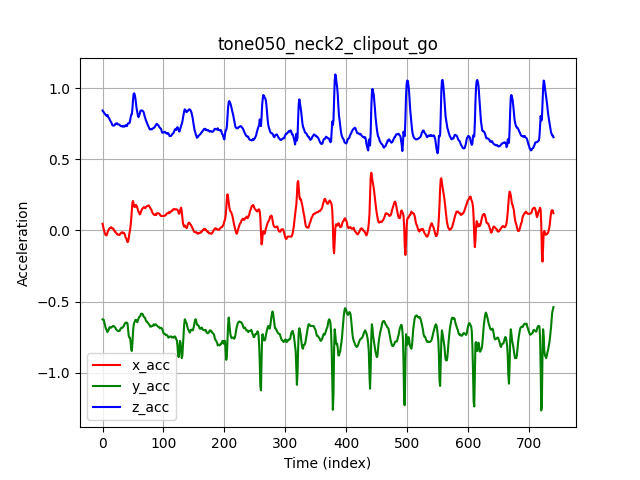 tone050_neck2_clipout_go
Acceleration
1.0
0.5
0.0
−0.5
−1.0
x_acc
y_acc
z_acc
0 100 200 300 400 500 600 700
Time (index)